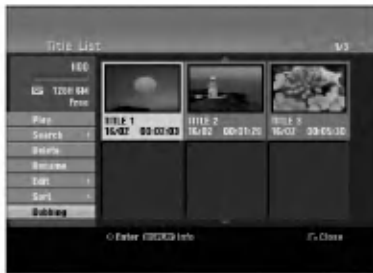 Title List 1/3
HDD
Free
Play
Search
Delete
Rename
Edit
Sort
Dubbing
TITLE 1
16/02 00:02:03
TITLE 2
16/02 00:01:25
TITLE 3
16/02 00:05:30
Enter DISPLAY Info Close